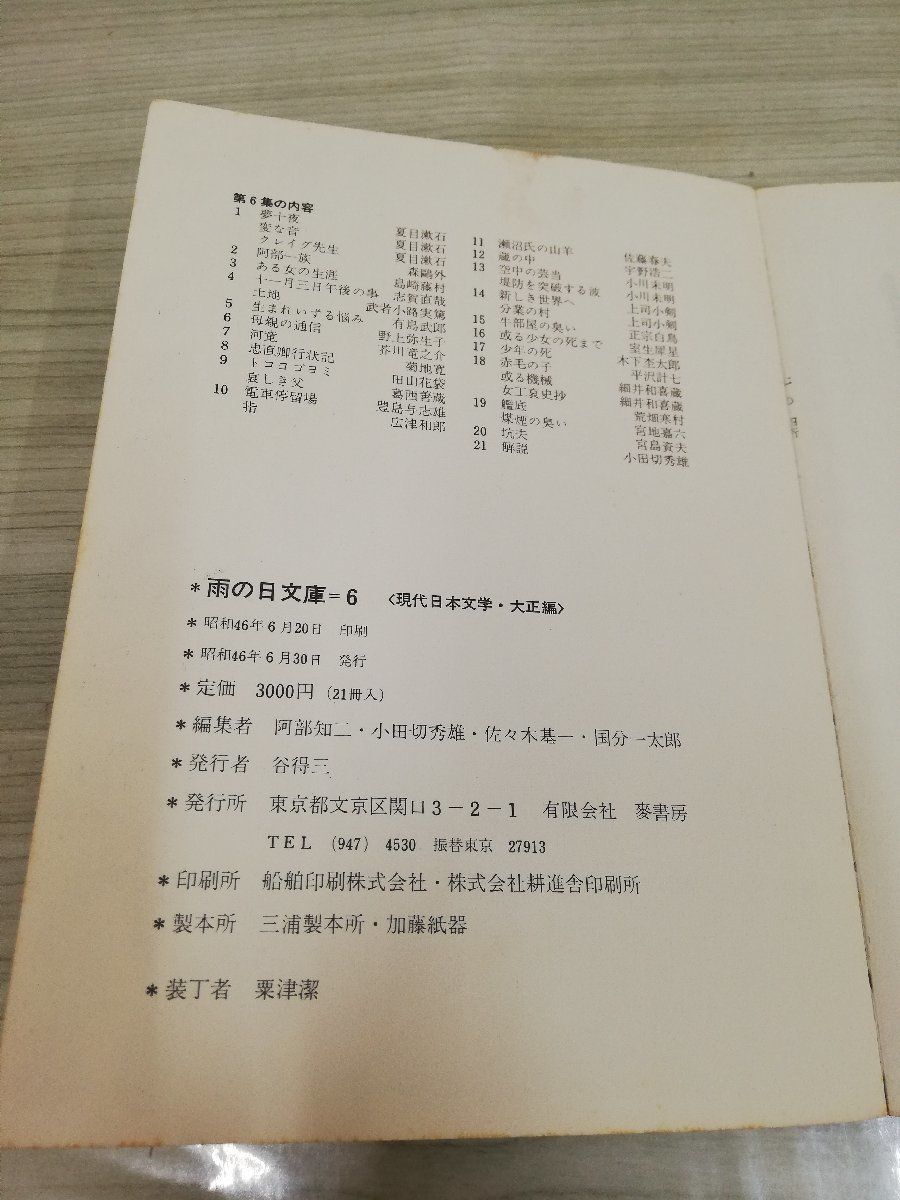 第6集の内容
1 夢十夜 夏目漱石
変な音 夏目漱石
クレイグ先生 夏目漱石
2 阿部一族 森鷗外
3 ある女の生涯 島崎藤村
4 十一月三日午後の事 志賀直哉
土地 武者小路実篤
5 生まれいずる悩み 有島武郎
6 母親の通信 野上弥生子
7 河童 芥川竜之介
8 忠直卿行状記 菊地寛
9 トコヨゴヨミ 田山花袋
哀しき父 葛西善蔵
10 電車停留場 豊島与志雄
指 広津和郎
11 瀬沼氏の山羊 佐藤春夫
12 蔵の中 宇野浩二
13 空中の芸当 小川未明
堤防を突破する波 小川未明
14 新しき世界へ 上司小剣
分業の村 上司小剣
15 牛部屋の臭い 正宗白鳥
16 或る少女の死まで 室生犀星
17 少年の死 木下杢太郎
18 赤毛の子 平沢計七
或る機械 細井和喜蔵
女工哀史抄 細井和喜蔵
19 艦底 荒畑寒村
煤煙の臭い 宮地嘉六
20 坑夫 宮島資夫
21 解説 小田切秀雄
* 雨の日文庫=6 〈現代日本文学・大正編〉
* 昭和46年6月20日 印刷
* 昭和46年6月30日 発行
* 定価 3000円 (21冊入)
* 編集者 阿部知二・小田切秀雄・佐々木基一・国分一太郎
* 発行者 谷得三
* 発行所 東京都文京区関口3-2-1 有限会社 麥書房
TEL (947) 4530 振替東京 27913
* 印刷所 船舶印刷株式会社・株式会社耕進舎印刷所
* 製本所 三浦製本所・加藤紙器
* 装丁者 粟津潔